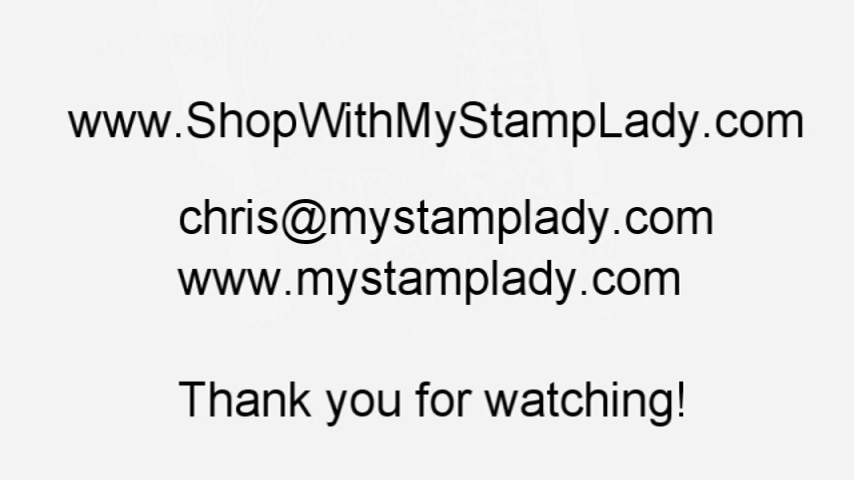 www.ShopWithMyStampLady.com
chris@mystamplady.com
www.mystamplady.com
Thank you for watching!